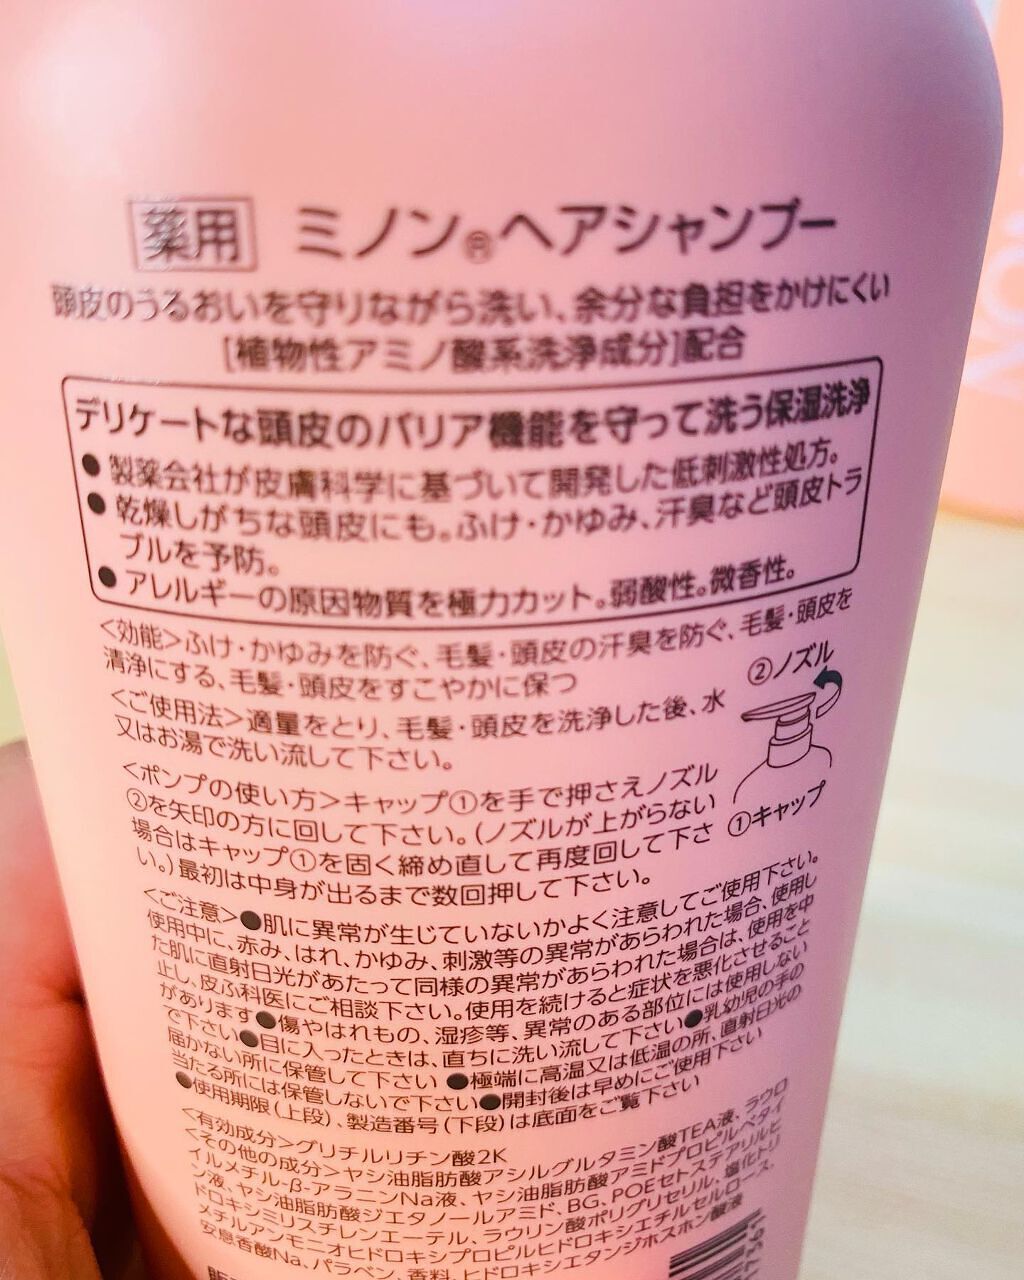 薬用 ミノン®ヘアシャンプー
頭皮のうるおいを守りながら洗い、余分な負担をかけにくい
[植物性アミノ酸系洗浄成分]配合
デリケートな頭皮のバリア機能を守って洗う保湿洗浄
●製薬会社が皮膚科学に基づいて開発した低刺激性処方。
●乾燥しがちな頭皮にも。ふけ・かゆみ、汗臭など頭皮トラ
ブルを予防。
●アレルギーの原因物質を極力カット。弱酸性。微香性。
<効能>ふけ・かゆみを防ぐ、毛髪・頭皮の汗臭を防ぐ、毛髪・頭皮を
清浄にする、毛髪・頭皮をすこやかに保つ
<ご使用法>適量をとり、毛髪・頭皮を洗浄した後、水
又はお湯で洗い流して下さい。
②ノズル
<ポンプの使い方>キャップ①を手で押さえノズル
②を矢印の方に回して下さい。(ノズルが上がらない
場合はキャップ①を固く締め直して再度回して下さ
い。)最初は中身が出るまで数回押して下さい。
①キャップ
<ご注意>●肌に異常が生じていないかよく注意してご使用下さい。
使用中に、赤み、はれ、かゆみ、刺激等の異常があらわれた場合、使用し
た肌に直射日光があたって同様の異常があらわれた場合は、使用を中
止し、皮ふ科医にご相談下さい。使用を続けると症状を悪化させること
があります●傷やはれもの、湿疹等、異常のある部位には使用しない
で下さい●目に入ったときは、直ちに洗い流して下さい●乳幼児の手の
届かない所に保管して下さい ●極端に高温又は低温の所、直射日光の
当たる所には保管しないで下さい●開封後は早めにご使用下さい
●使用期限(上段)、製造番号(下段)は底面をご覧下さい
<有効成分>グリチルリチン酸2K
<その他の成分>ヤシ油脂肪酸アシルグルタミン酸TEA液、ラウロ
イルメチル-β-アラニンNa液、ヤシ油脂肪酸アミドプロピルベタイ
ン液、ヤシ油脂肪酸ジエタノールアミド、BG、POEセトステアリルヒ
ドロキシミリスチレンエーテル、ラウリン酸ポリグリセリル、塩化トリ
メチルアンモニオヒドロキシプロピルヒドロキシエチルセルロース、
安息香酸Na、パラベン、香料、ヒドロキシエタンジホスホン酸液